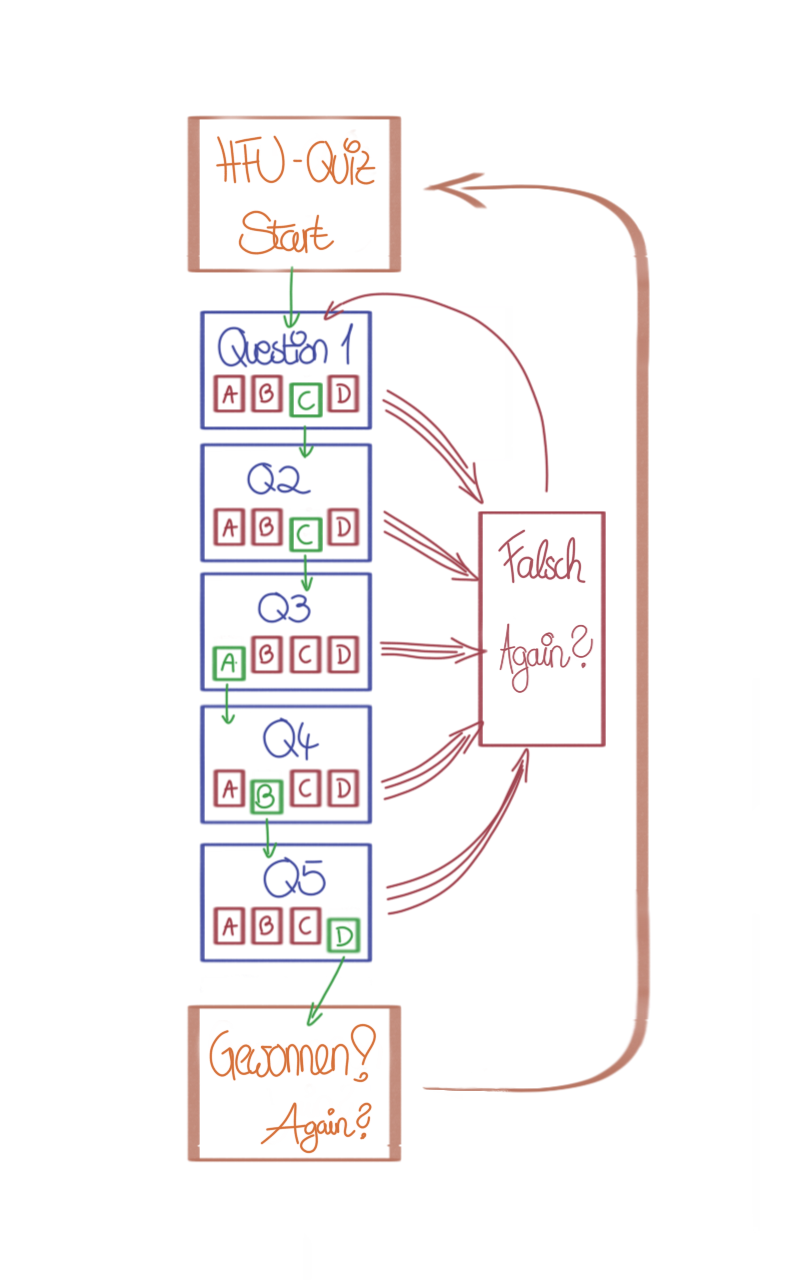 HFU-Quiz
Start
Question 1
A B C D
Q2
A B C D
Q3
A B C D
Q4
A B C D
Q5
A B C D
Falsch
Again?
Gewonnen!
Again?